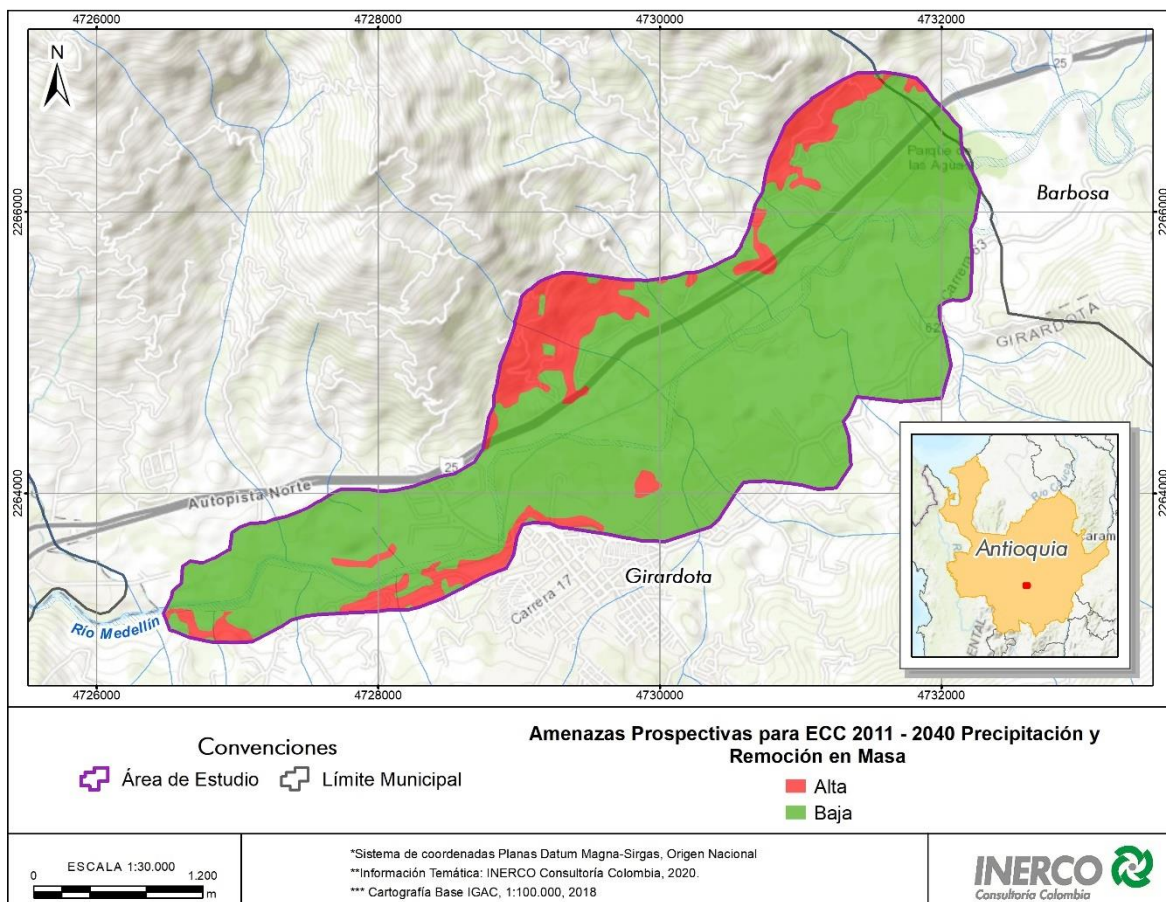 4726000 4728000 4730000 4732000
N
25
Parque de
las Aguas
Barbosa
2266000 2266000
Carrera 63
62
GIRARDOTA
25
Autopista Norte
2264000 2264000
Río Medellín
Carrera 17
Girardota
Antioquia
ENTAL
4726000 4728000 4730000 4732000
Convenciones
Área de Estudio Límite Municipal
Amenazas Prospectivas para ECC 2011 - 2040 Precipitación y
Remoción en Masa
Alta
Baja
ESCALA 1:30.000
0 1.200
m
*Sistema de coordenadas Planas Datum Magna-Sirgas, Origen Nacional
**Información Temática: INERCO Consultoría Colombia, 2020.
*** Cartografía Base IGAC, 1:100.000, 2018
INERCO
Consultoría Colombia